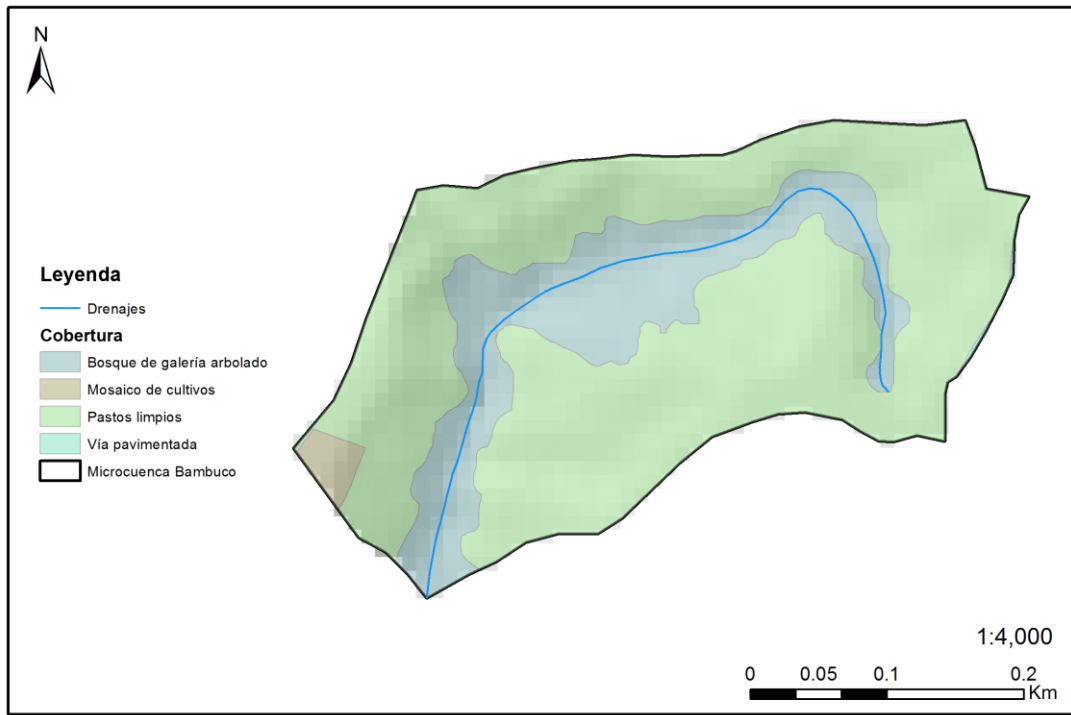 N
Leyenda
Drenajes
Cobertura
Bosque de galería arbolado
Mosaico de cultivos
Pastos limpios
Vía pavimentada
Microcuenca Bambuco
1:4,000
0 0.05 0.1 0.2
Km